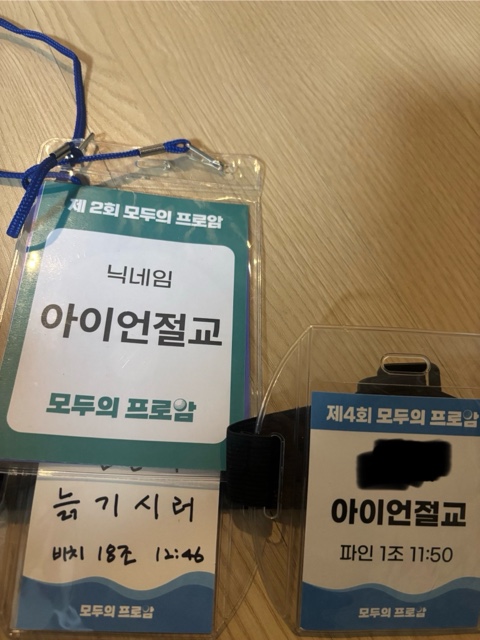 제 2회 모두의 프로암
닉네임
아이언절교
모두의 프로암
늙기시러
버치 18조 12:46
모두의 프로암
제4회 모두의 프로암
아이언절교
파인 1조 11:50
모두의 프로암